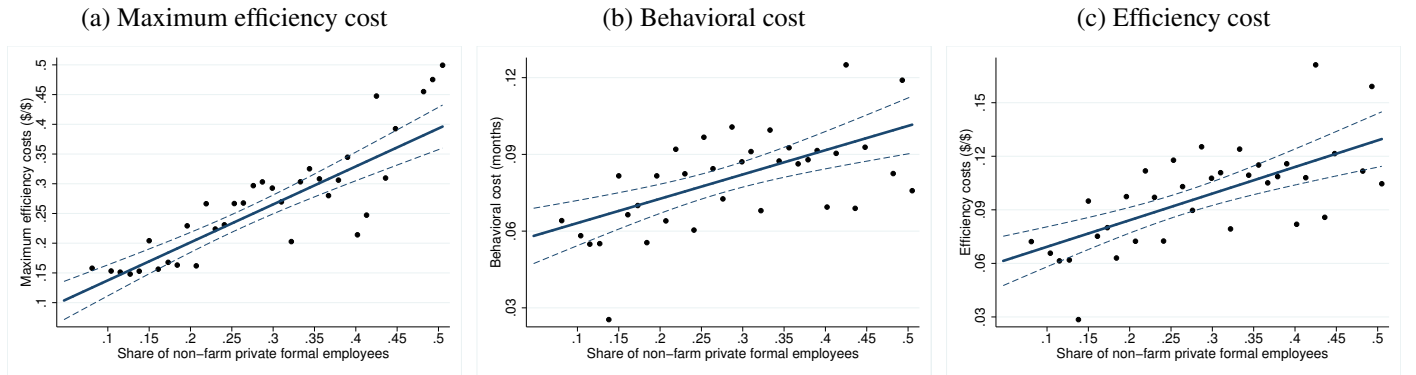 (a) Maximum efficiency cost
Maximum efficiency costs ($/$)
.5
.45
.4
.35
.3
.25
.2
.15
.1
.1 .15 .2 .25 .3 .35 .4 .45 .5
Share of non-farm private formal employees
(b) Behavioral cost
Behavioral cost (months)
.12
.09
.06
.03
.1 .15 .2 .25 .3 .35 .4 .45 .5
Share of non-farm private formal employees
(c) Efficiency cost
Efficiency costs ($/$)
.15
.12
.09
.06
.03
.1 .15 .2 .25 .3 .35 .4 .45 .5
Share of non-farm private formal employees